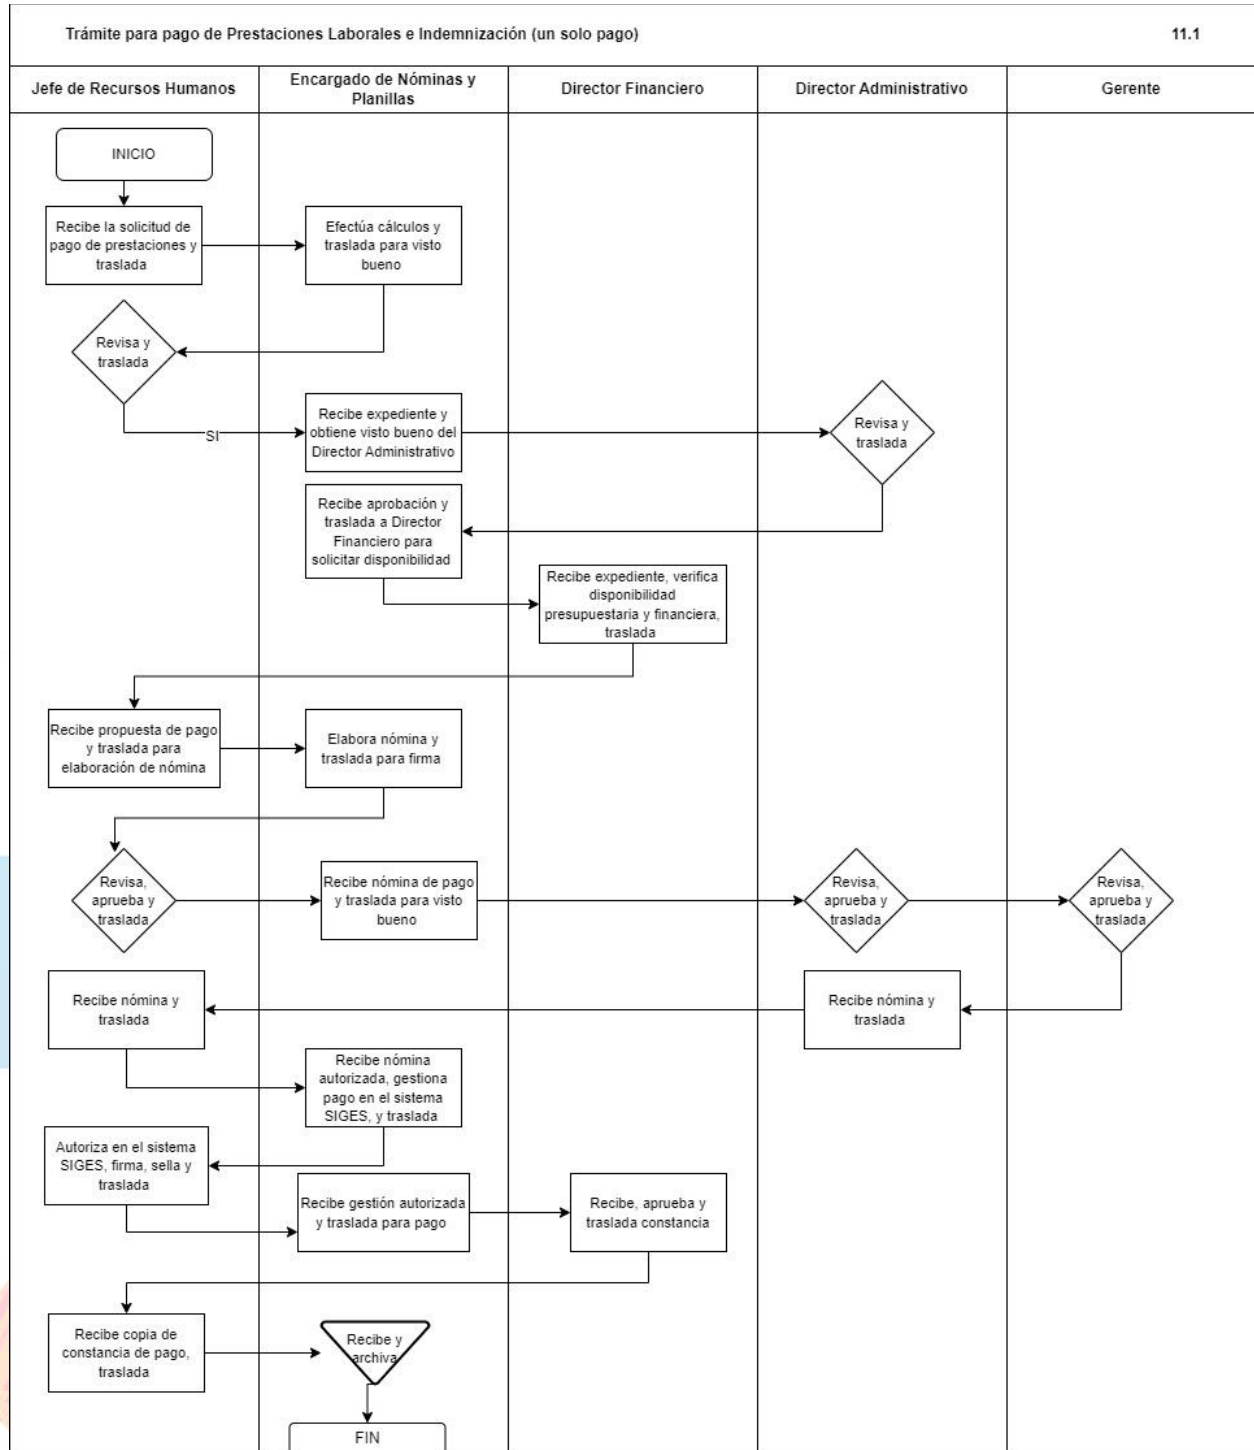 Trámite para pago de Prestaciones Laborales e Indemnización (un solo pago)
11.1
Jefe de Recursos Humanos
Encargado de Nóminas y
Planillas
Director Financiero
Director Administrativo
Gerente
INICIO
Recibe la solicitud de
pago de prestaciones y
traslada
Efectúa cálculos y
traslada para visto
bueno
Revisa y
traslada
SI
Recibe expediente y
obtiene visto bueno del
Director Administrativo
Revisa y
traslada
Recibe aprobación y
traslada a Director
Financiero para
solicitar disponibilidad
Recibe expediente, verifica
disponibilidad
presupuestaria y financiera,
traslada
Recibe propuesta de pago
y traslada para
elaboración de nómina
Elabora nómina y
traslada para firma
Revisa,
aprueba y
traslada
Recibe nómina de pago
y traslada para visto
bueno
Revisa,
aprueba y
traslada
Revisa,
aprueba y
traslada
Recibe nómina y
traslada
Recibe nómina y
traslada
Recibe nómina
autorizada, gestiona
pago en el sistema
SIGES, y traslada
Autoriza en el sistema
SIGES, firma, sella y
traslada
Recibe gestión autorizada
y traslada para pago
Recibe, aprueba y
traslada constancia
Recibe copia de
constancia de pago,
traslada
Recibe y
archiva
FIN